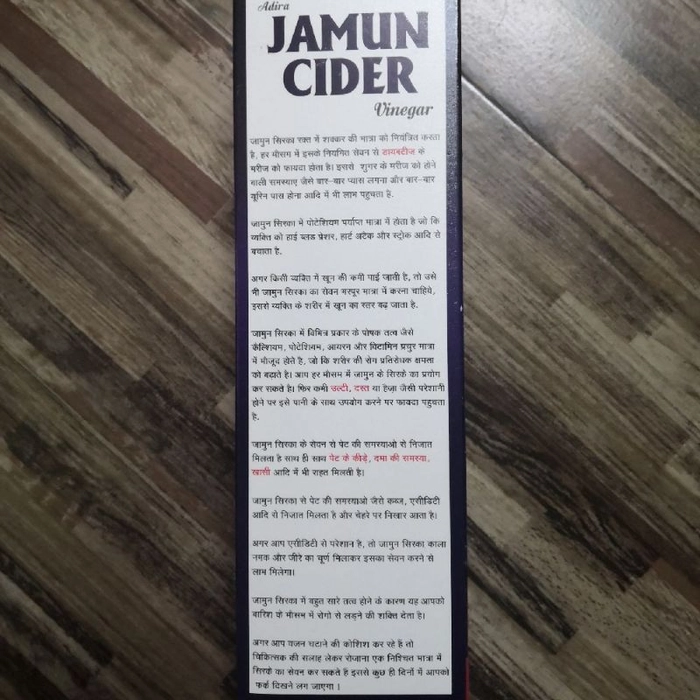 Adira
JAMUN
CIDER
Vinegar
जामुन सिरका रक्त में शक्कर की मात्रा को नियंत्रित करता
है, हर मौसम में इसके नियमित सेवन से डायबटीज के
मरीज को फायदा होता है। इससे शुगर के मरीज को होने
वाली समस्याए जेसे बार-बार प्यास लगना और बार-बार
यूरिन पास होना आदि में भी लाभ पहुचता है.
जामुन सिरका में पोटेशियम पर्याप्त मात्रा में होता है जो कि
व्यक्ति को हाई ब्लड प्रेशर, हार्ट अटेक और स्ट्रोक आदि से
बचाता है.
अगर किसी व्यक्ति में खून की कमी पाई जाती है, तो उसे
भी जामुन सिरका का सेवन भरपूर मात्रा में करना चाहिये,
इससे व्यक्ति के शरीर में खून का स्तर बढ़ जाता है.
जामुन सिरका में विभिन्न प्रकार के पोषक तत्व जैसे
कैल्शियम, पोटेशियम, आयरन और विटामिन प्रचुर मात्रा
में मौजूद होते है, जो कि शरीर की रोग प्रतिरोधक क्षमता
को बढाते है। आप हर मौसम में जामुन के सिरके का प्रयोग
कर सकते है। फिर कभी उल्टी, दस्त या हेजा जैसी परेशानी
होने पर इसे पानी के साथ उपयोग करने पर फायदा पहुचता
है.
जामुन सिरका के सेवन से पेट की समस्याओ से निजात
मिलता है साथ ही साथ पेट के कीड़े, दमा की समस्या,
खासी आदि में भी राहत मिलती है।
जामुन सिरका से पेट की समस्याओ जेसे कब्ज, एसीडिटी
आदि से निजात मिलता है और चेहरे पर निखार आता है।
अगर आप एसीडिटी से परेशान है, तो जामुन सिरका काला
नमक और जीरे का चूर्ण मिलाकर इसका सेवन करने से
लाभ मिलेगा।
जामुन सिरका में बहुत सारे तत्व होने के कारण यह आपको
बारिश के मौसम में रोगो से लड़ने की शक्ति देता है।
अगर आप वजन घटाने की कोशिश कर रहे है तो
चिकित्सक की सलाह लेकर रोजाना एक निश्चित मात्रा में
सिरके का सेवन कर सकते है इससे कुछ ही दिनों में आपको
फर्क दिखने लग जाएगा ।